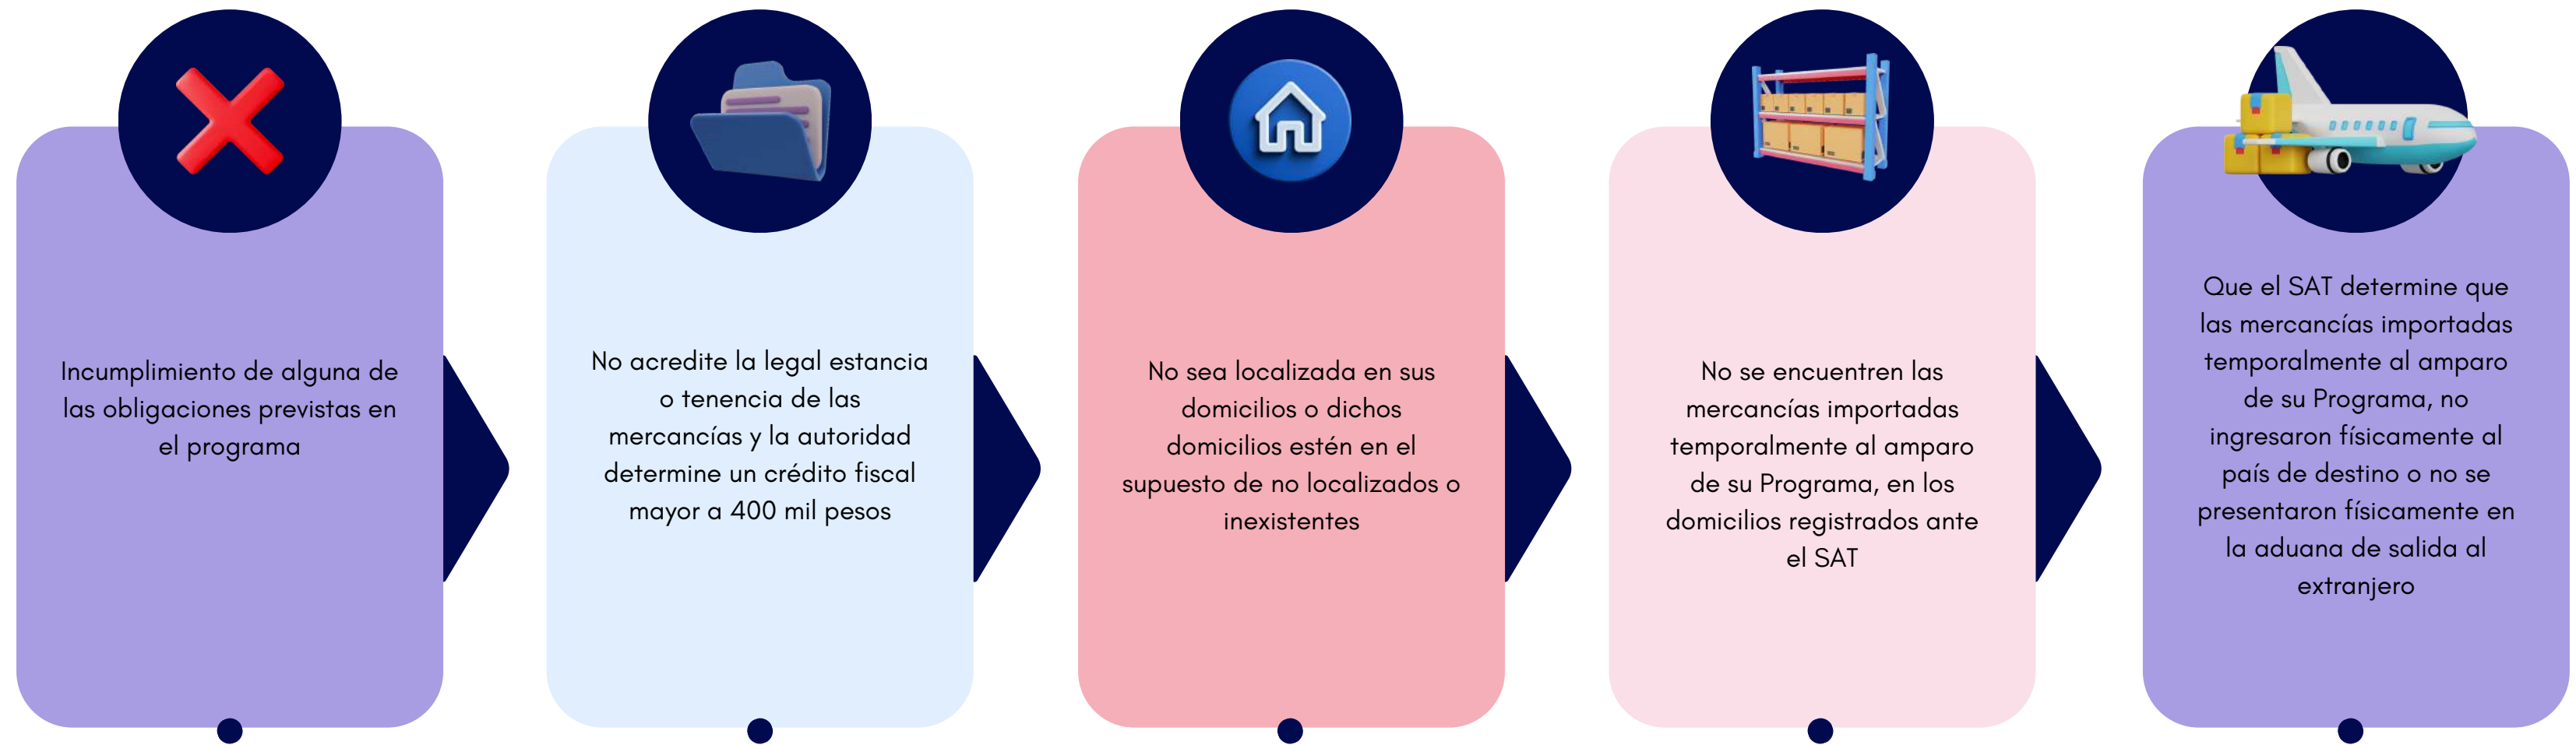 Incumplimiento de alguna de
las obligaciones previstas en
el programa
No acredite la legal estancia
o tenencia de las
mercancías y la autoridad
determine un crédito fiscal
mayor a 400 mil pesos
No sea localizada en sus
domicilios o dichos
domicilios estén en el
supuesto de no localizados o
inexistentes
No se encuentren las
mercancías importadas
temporalmente al amparo
de su Programa, en los
domicilios registrados ante
el SAT
Que el SAT determine que
las mercancías importadas
temporalmente al amparo
de su Programa, no
ingresaron físicamente al
país de destino o no se
presentaron físicamente en
la aduana de salida al
extranjero